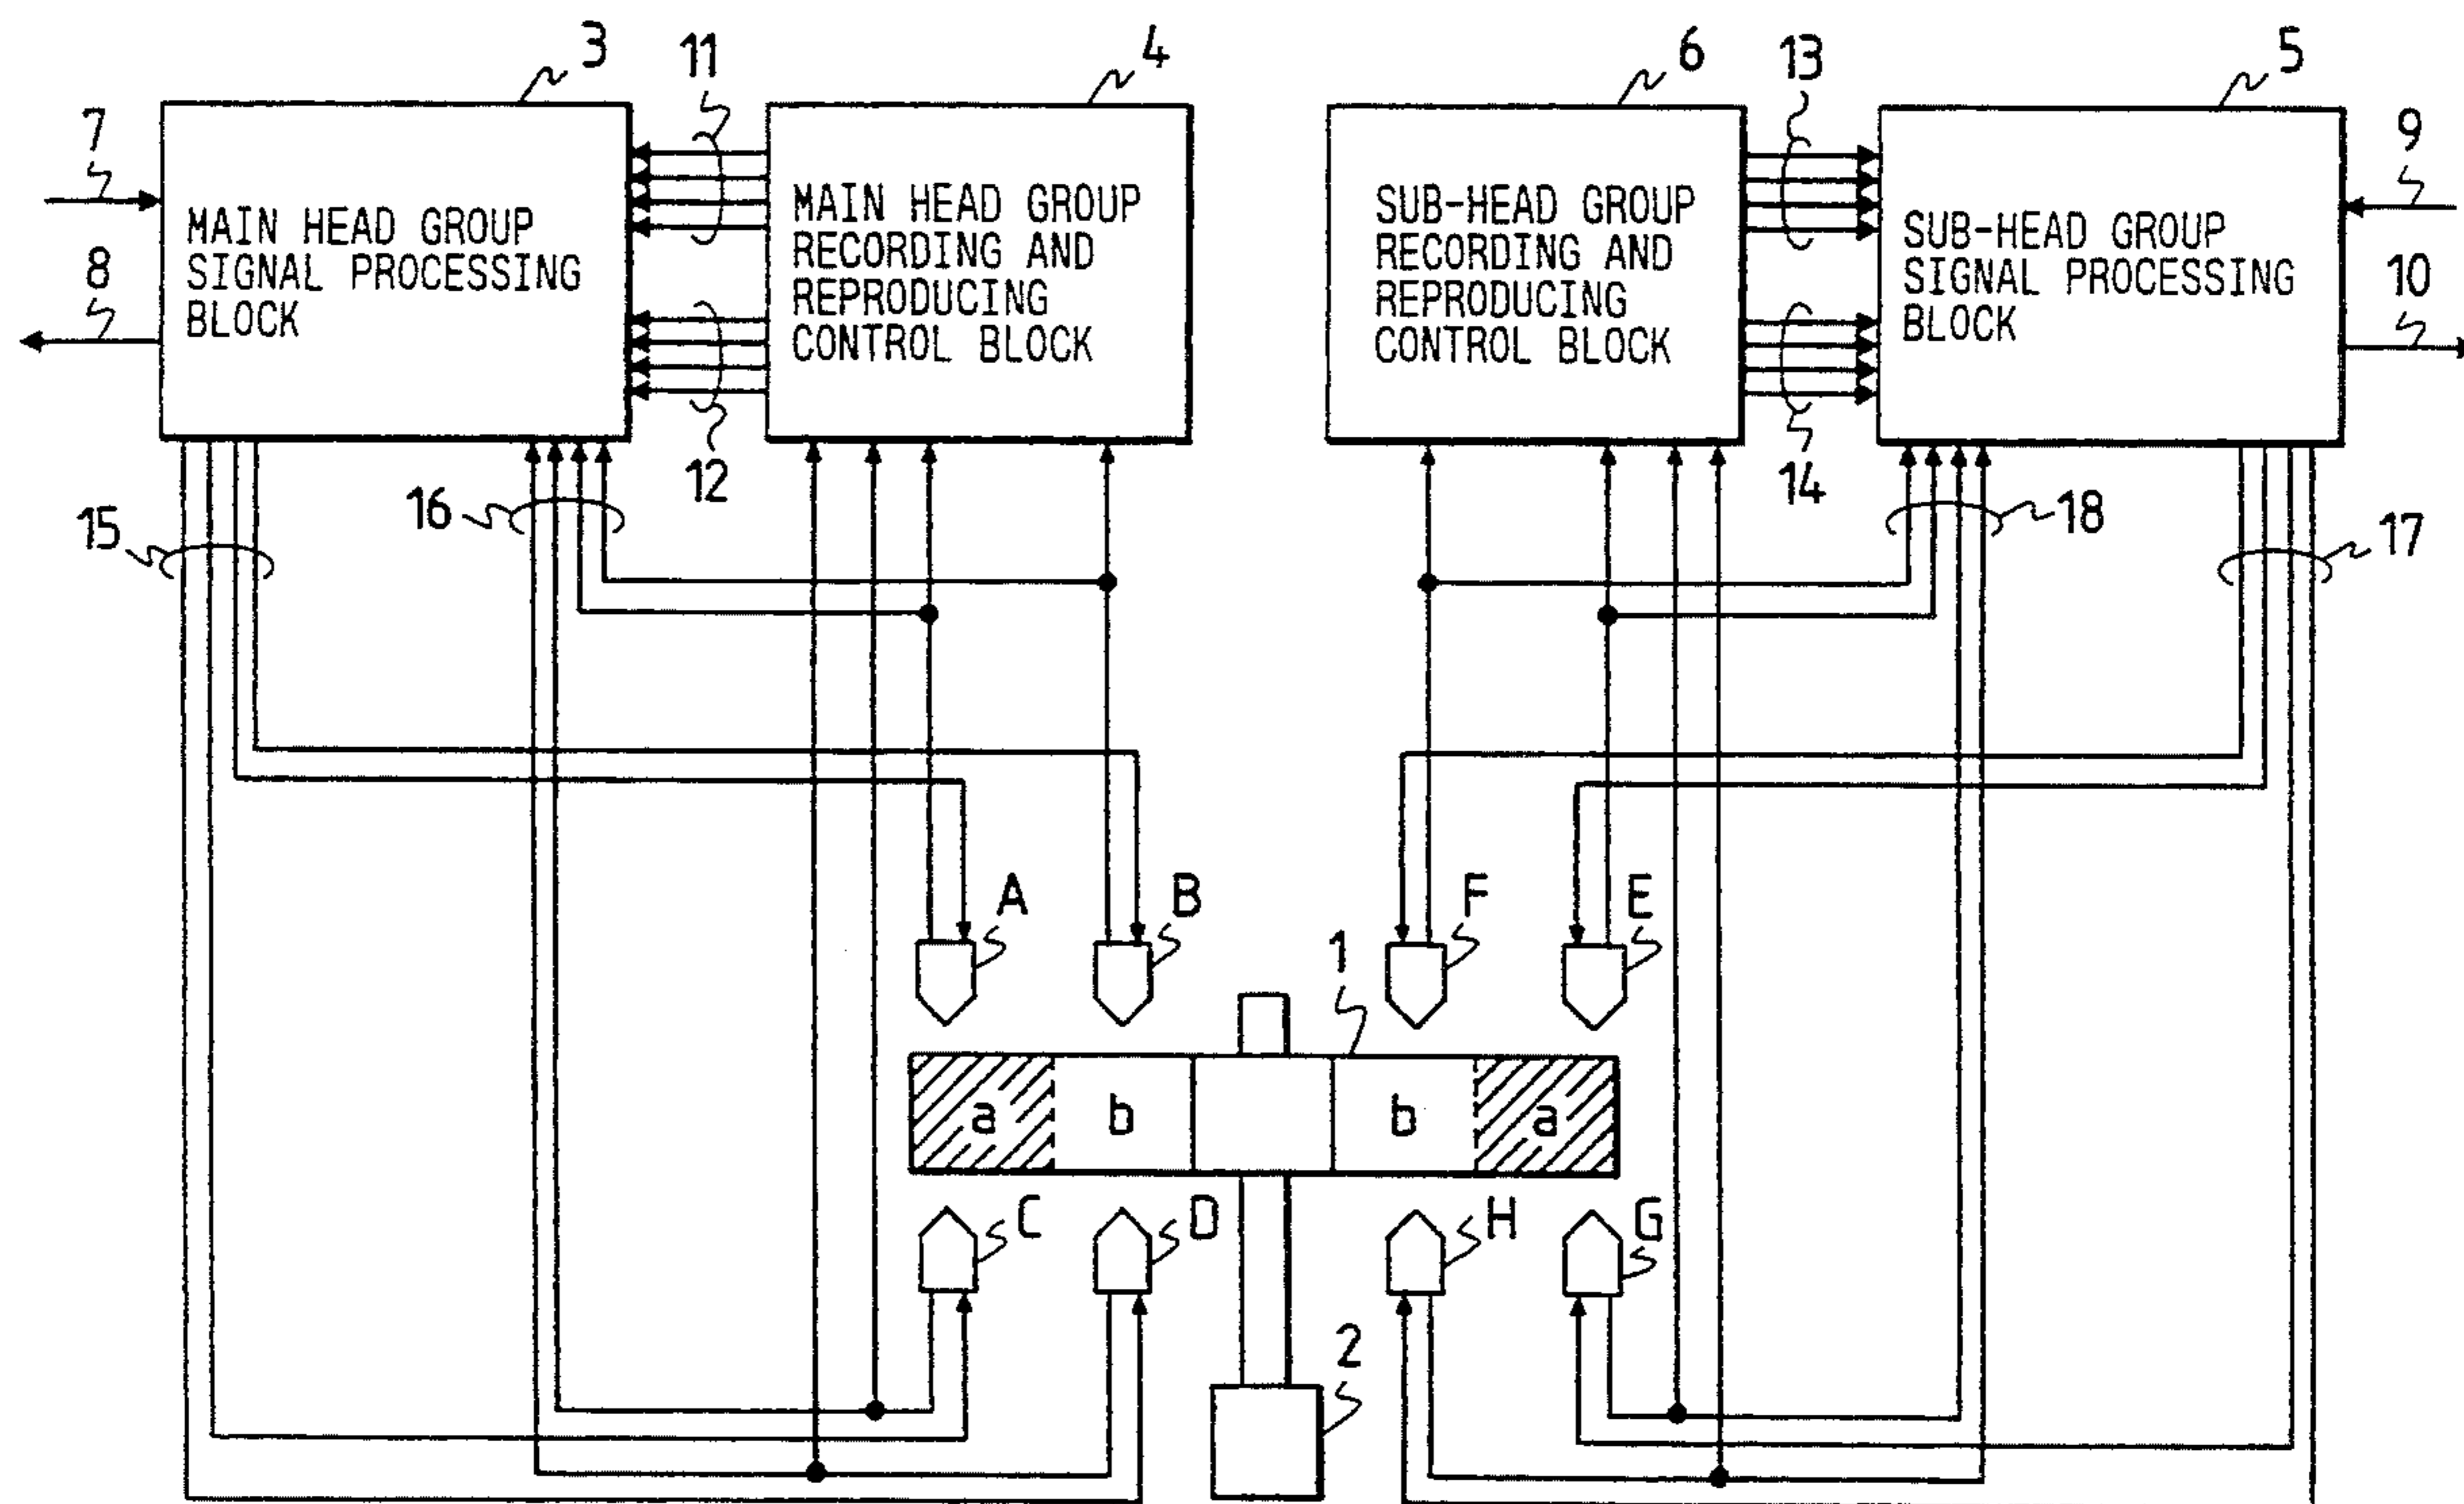 3
11
4
6
13
5
7
8
9
10
MAIN HEAD GROUP
SIGNAL PROCESSING
BLOCK
MAIN HEAD GROUP
RECORDING AND
REPRODUCING
CONTROL BLOCK
SUB-HEAD GROUP
RECORDING AND
REPRODUCING
CONTROL BLOCK
SUB-HEAD GROUP
SIGNAL PROCESSING
BLOCK
15
16
12
14
18
17
A
B
F
E
1
a
b
b
a
C
D
H
G
2